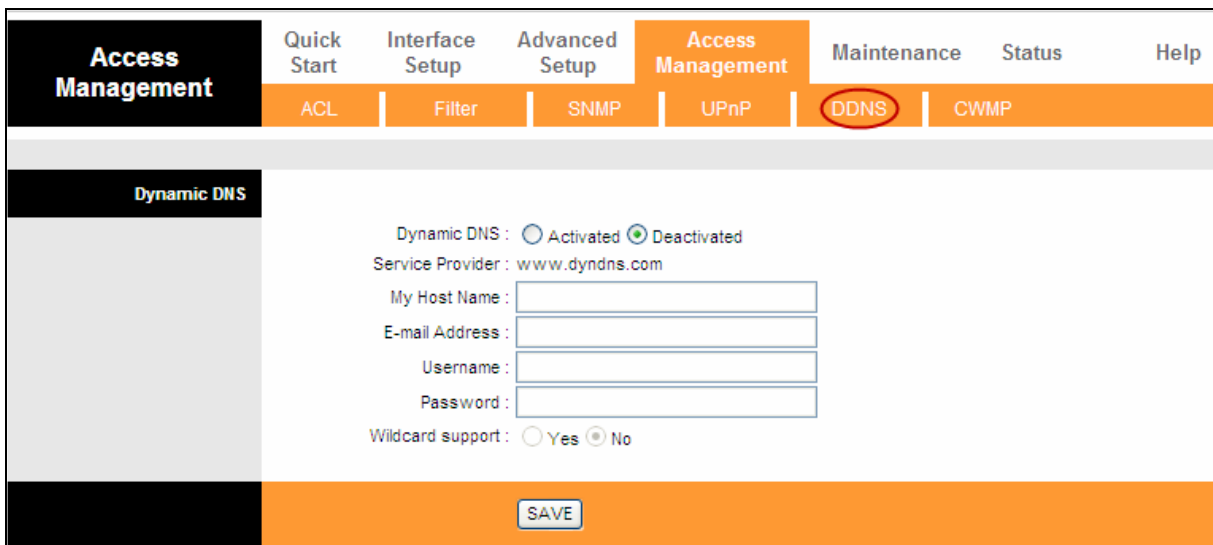 Access Management
Quick Start
Interface Setup
Advanced Setup
Access Management
Maintenance
Status
Help
ACL
Filter
SNMP
UPnP
DDNS
CWMP
Dynamic DNS
Dynamic DNS : Activated Deactivated
Service Provider : www.dyndns.com
My Host Name :
E-mail Address :
Username :
Password :
Wildcard support : Yes No
SAVE